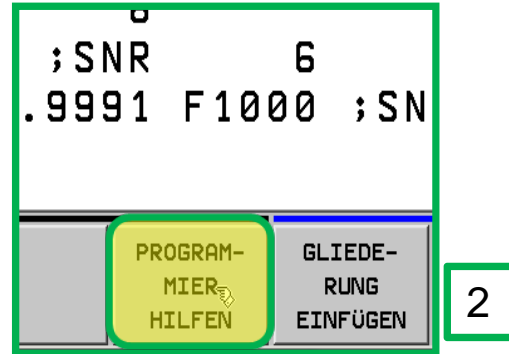 ;SNR 6
.9991 F1000 ;SN
PROGRAM-
MIER
HILFEN
GLIEDE-
RUNG
EINFÜGEN
2